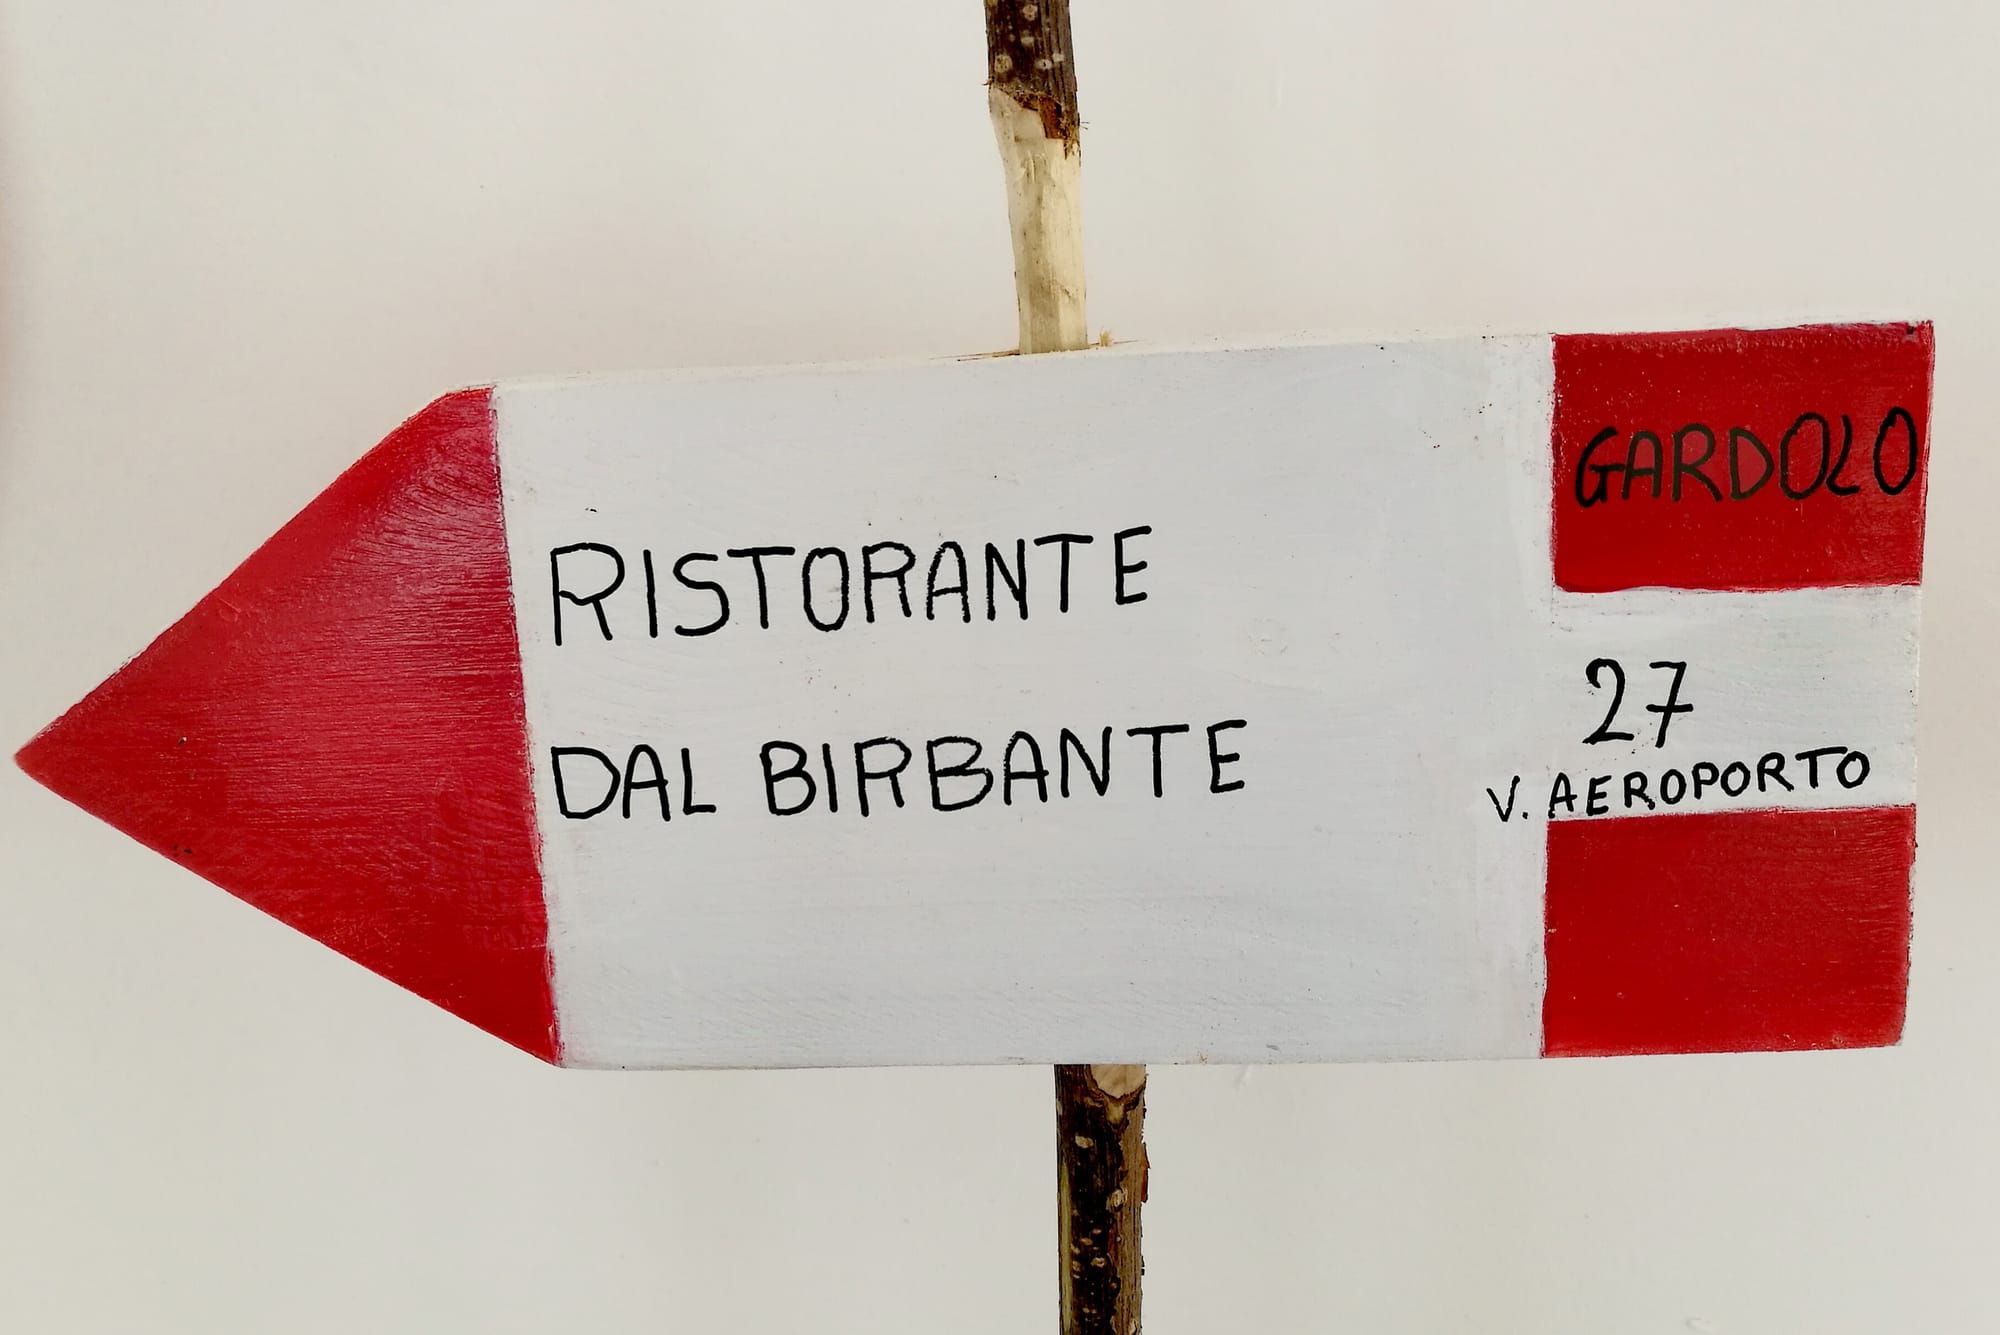 RISTORANTE
DAL BIRBANTE
GARDOLO
27
V. AEROPORTO